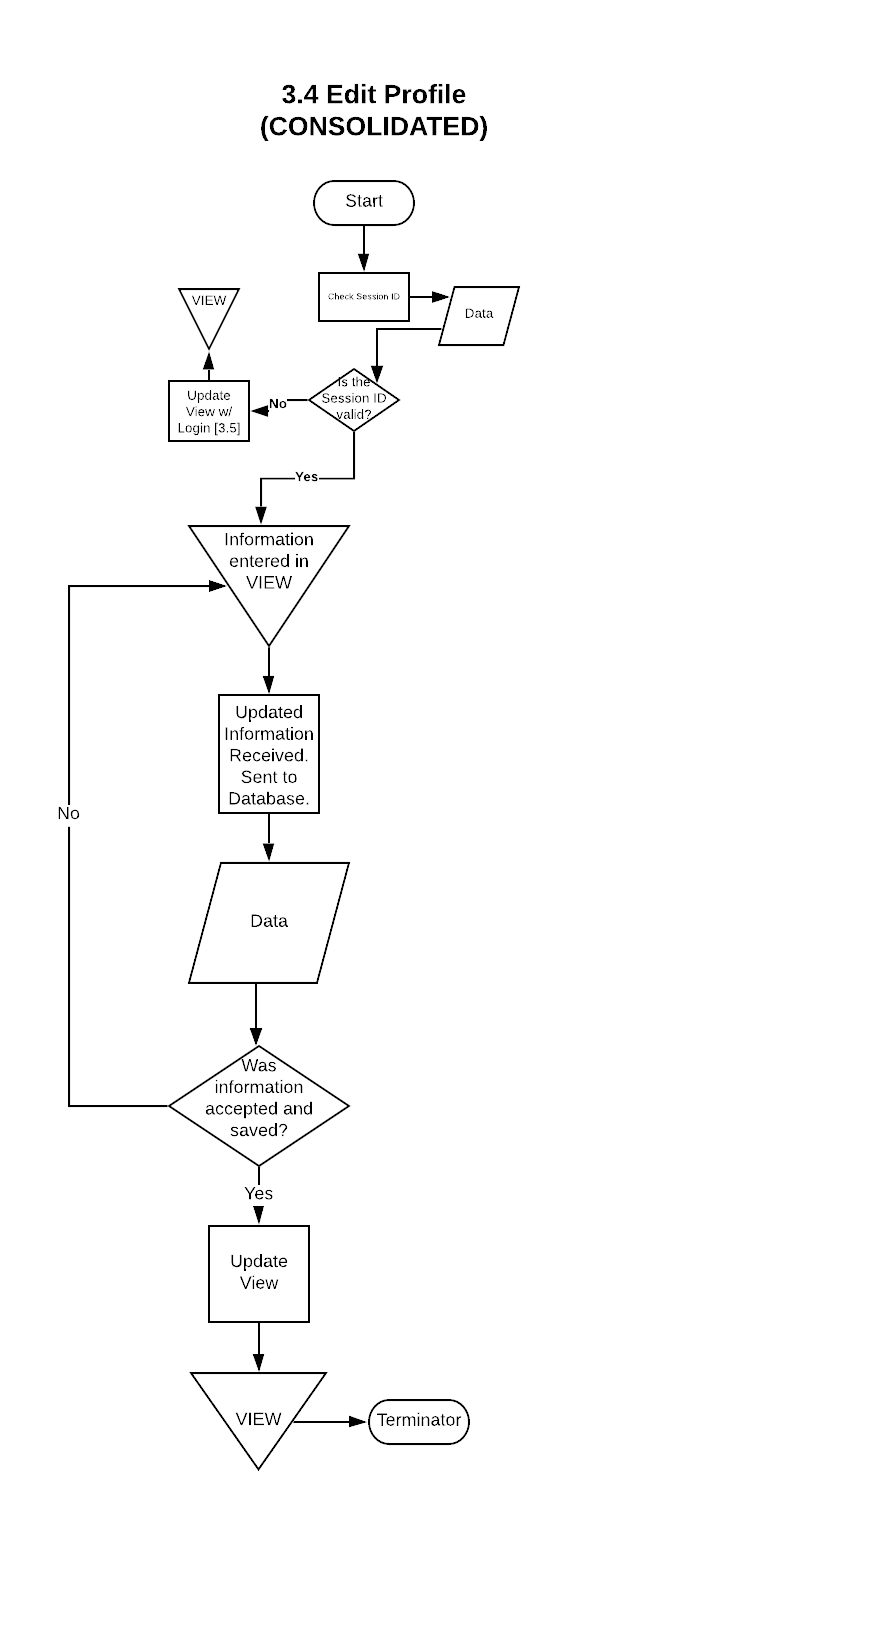 3.4 Edit Profile
(CONSOLIDATED)
Start
Check Session ID
Data
VIEW
Is the
Session ID
valid?
No
Update
View w/
Login [3.5]
Yes
Information
entered in
VIEW
Updated
Information
Received.
Sent to
Database.
No
Data
Was
information
accepted and
saved?
Yes
Update
View
VIEW
Terminator